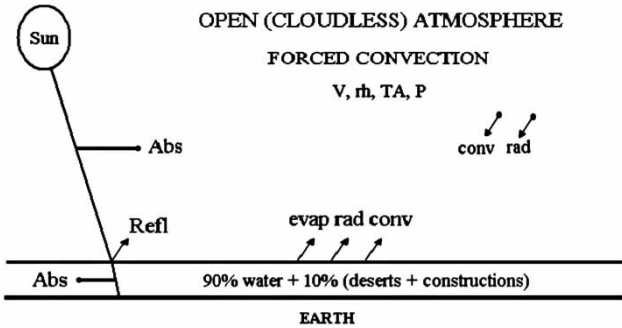 Sun
OPEN (CLOUDLESS) ATMOSPHERE
FORCED CONVECTION
V, rh, TA, P
Abs
conv rad
Refl
evap rad conv
Abs
90% water + 10% (deserts + constructions)
EARTH